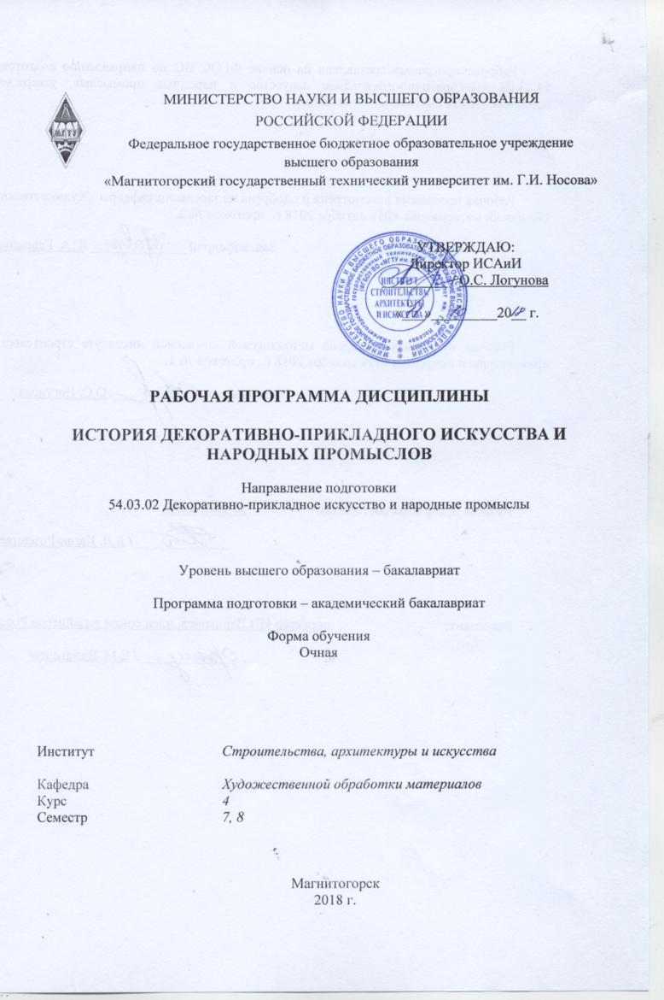 МГТУ
МИНИСТЕРСТВО НАУКИ И ВЫСШЕГО ОБРАЗОВАНИЯ
РОССИЙСКОЙ ФЕДЕРАЦИИ
Федеральное государственное бюджетное образовательное учреждение
высшего образования
«Магнитогорский государственный технический университет им. Г.И. Носова»
УТВЕРЖДАЮ:
Директор ИСАиИ
/ О.С. Логунова
« » 20 г.
ИНСТИТУТ
СТРОИТЕЛЬСТВА,
АРХИТЕКТУРЫ
И ИСКУССТВА
РАБОЧАЯ ПРОГРАММА ДИСЦИПЛИНЫ
ИСТОРИЯ ДЕКОРАТИВНО-ПРИКЛАДНОГО ИСКУССТВА И
НАРОДНЫХ ПРОМЫСЛОВ
Направление подготовки
54.03.02 Декоративно-прикладное искусство и народные промыслы
Уровень высшего образования – бакалавриат
Программа подготовки – академический бакалавриат
Форма обучения
Очная
Институт Строительства, архитектуры и искусства
Кафедра Художественной обработки материалов
Курс 4
Семестр 7, 8
Магнитогорск
2018 г.